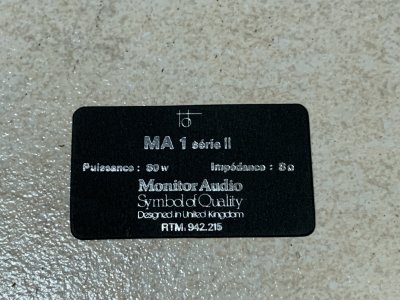 MA 1 série II
Puissance : 80 w Impédance : 8 Ω
Monitor Audio
Symbol of Quality
Designed in United Kingdom
RTM. 942.215